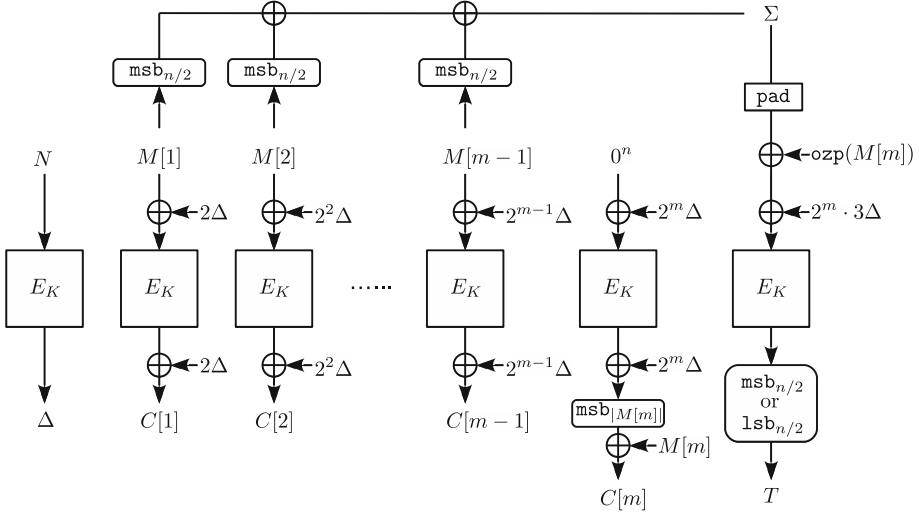 Σ
msb_{n/2} msb_{n/2} msb_{n/2}
pad
N M[1] M[2] M[m − 1] 0^n ozp(M[m])
2Δ 2^2Δ 2^{m−1}Δ 2^mΔ 2^m · 3Δ
E_K E_K E_K ...... E_K E_K E_K
2Δ 2^2Δ 2^{m−1}Δ 2^mΔ
msb_{n/2}
or
lsb_{n/2}
msb_{|M[m]|}
Δ C[1] C[2] C[m − 1]
M[m]
C[m] T